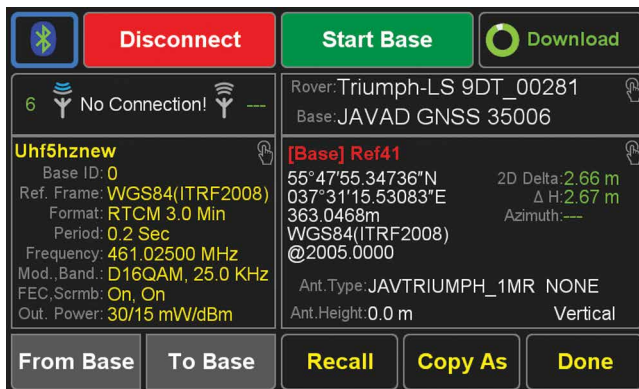 Disconnect
Start Base
Download
6 No Connection! ---
Rover:Triumph-LS 9DT_00281
Base:JAVAD GNSS 35006
Uhf5hznew
Base ID: 0
Ref. Frame: WGS84(ITRF2008)
Format: RTCM 3.0 Min
Period: 0.2 Sec
Frequency: 461.02500 MHz
Mod.,Band.: D16QAM, 25.0 KHz
FEC,Scrmb: On, On
Out. Power: 30/15 mW/dBm
[Base] Ref41
55°47'55.34736"N
037°31'15.53083"E
363.0468m
WGS84(ITRF2008)
@2005.0000
2D Delta:2.66 m
Δ H:2.67 m
Azimuth:---
Ant.Type:JAVTRIUMPH_1MR NONE
Ant.Height:0.0 m Vertical
From Base
To Base
Recall
Copy As
Done